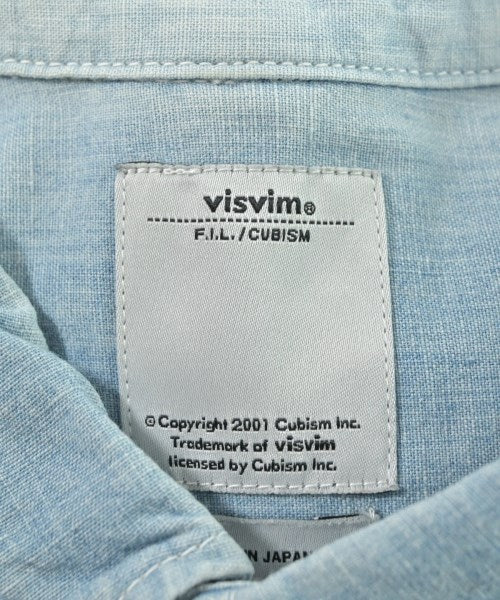 visvim®
F.I.L./CUBISM
© Copyright 2001 Cubism Inc.
Trademark of visvim
licensed by Cubism Inc.
IN JAPAN